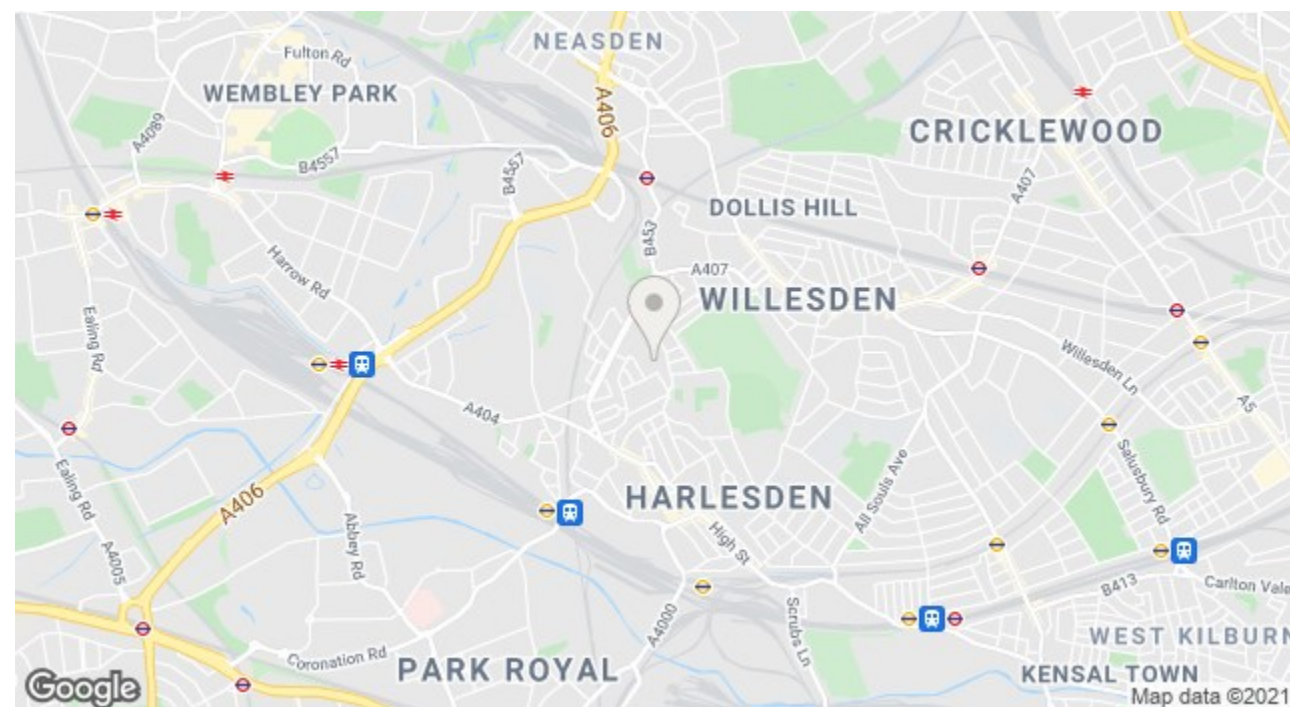 NEASDEN
Fulton Rd
WEMBLEY PARK
A406
CRICKLEWOOD
A4089
B4557
B4557
A407
DOLLIS HILL
B453
Harrow Rd
A407
WILLESDEN
Ealing Rd
Willesden Ln
A404
A5
Salusbury Rd
All Souls Ave
Ealing Rd
A406
HARLESDEN
Abbey Rd
High St
A4005
B413
Carlton Vale
A4000
Scrubs Ln
WEST KILBURN
Coronation Rd
PARK ROYAL
KENSAL TOWN
Google
Map data ©2021